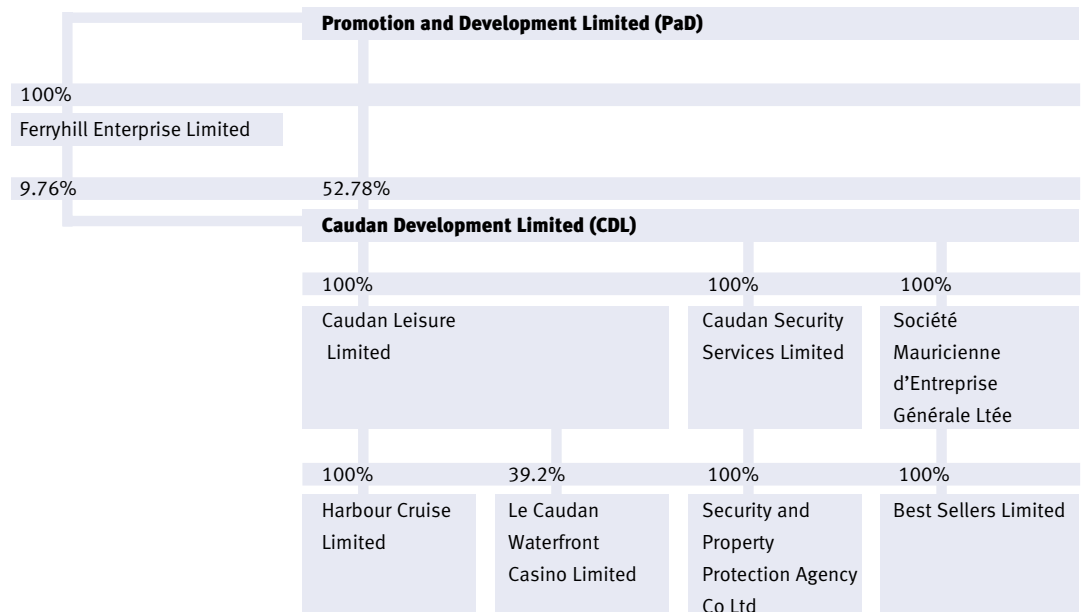 Promotion and Development Limited (PaD)
100%
Ferryhill Enterprise Limited
9.76%
52.78%
Caudan Development Limited (CDL)
100%
100%
100%
Caudan Leisure
Limited
Caudan Security
Services Limited
Société
Mauricienne
d'Entreprise
Générale Ltée
100%
39.2%
100%
100%
Harbour Cruise
Limited
Le Caudan
Waterfront
Casino Limited
Security and
Property
Protection Agency
Co Ltd
Best Sellers Limited